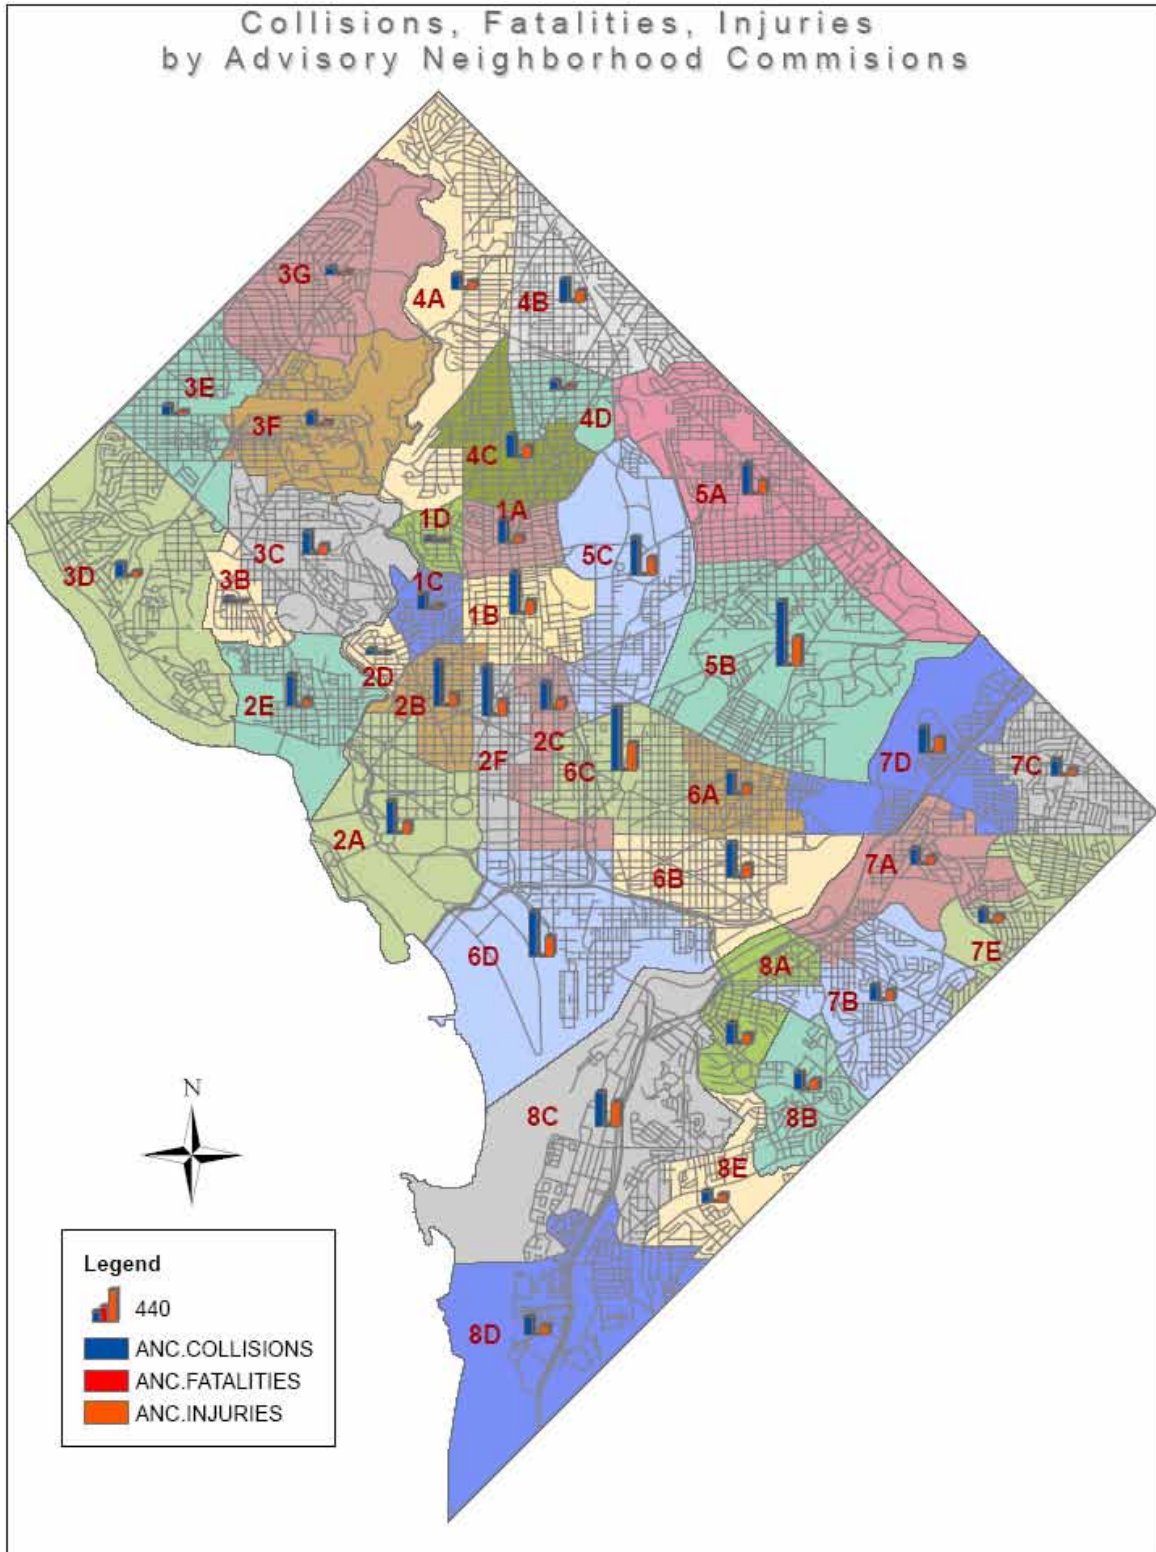 Collisions, Fatalities, Injuries
by Advisory Neighborhood Commisions
3G
4A
4B
3E
3F
4D
4C
5A
1A
1D
3C
5C
3D
3B
1C
1B
5B
2D
2E
2B
2C
2F
6C
7D
7C
6A
2A
6B
7A
6D
7E
8A
7B
8C
8B
8E
8D
N
Legend
440
ANC.COLLISIONS
ANC.FATALITIES
ANC.INJURIES